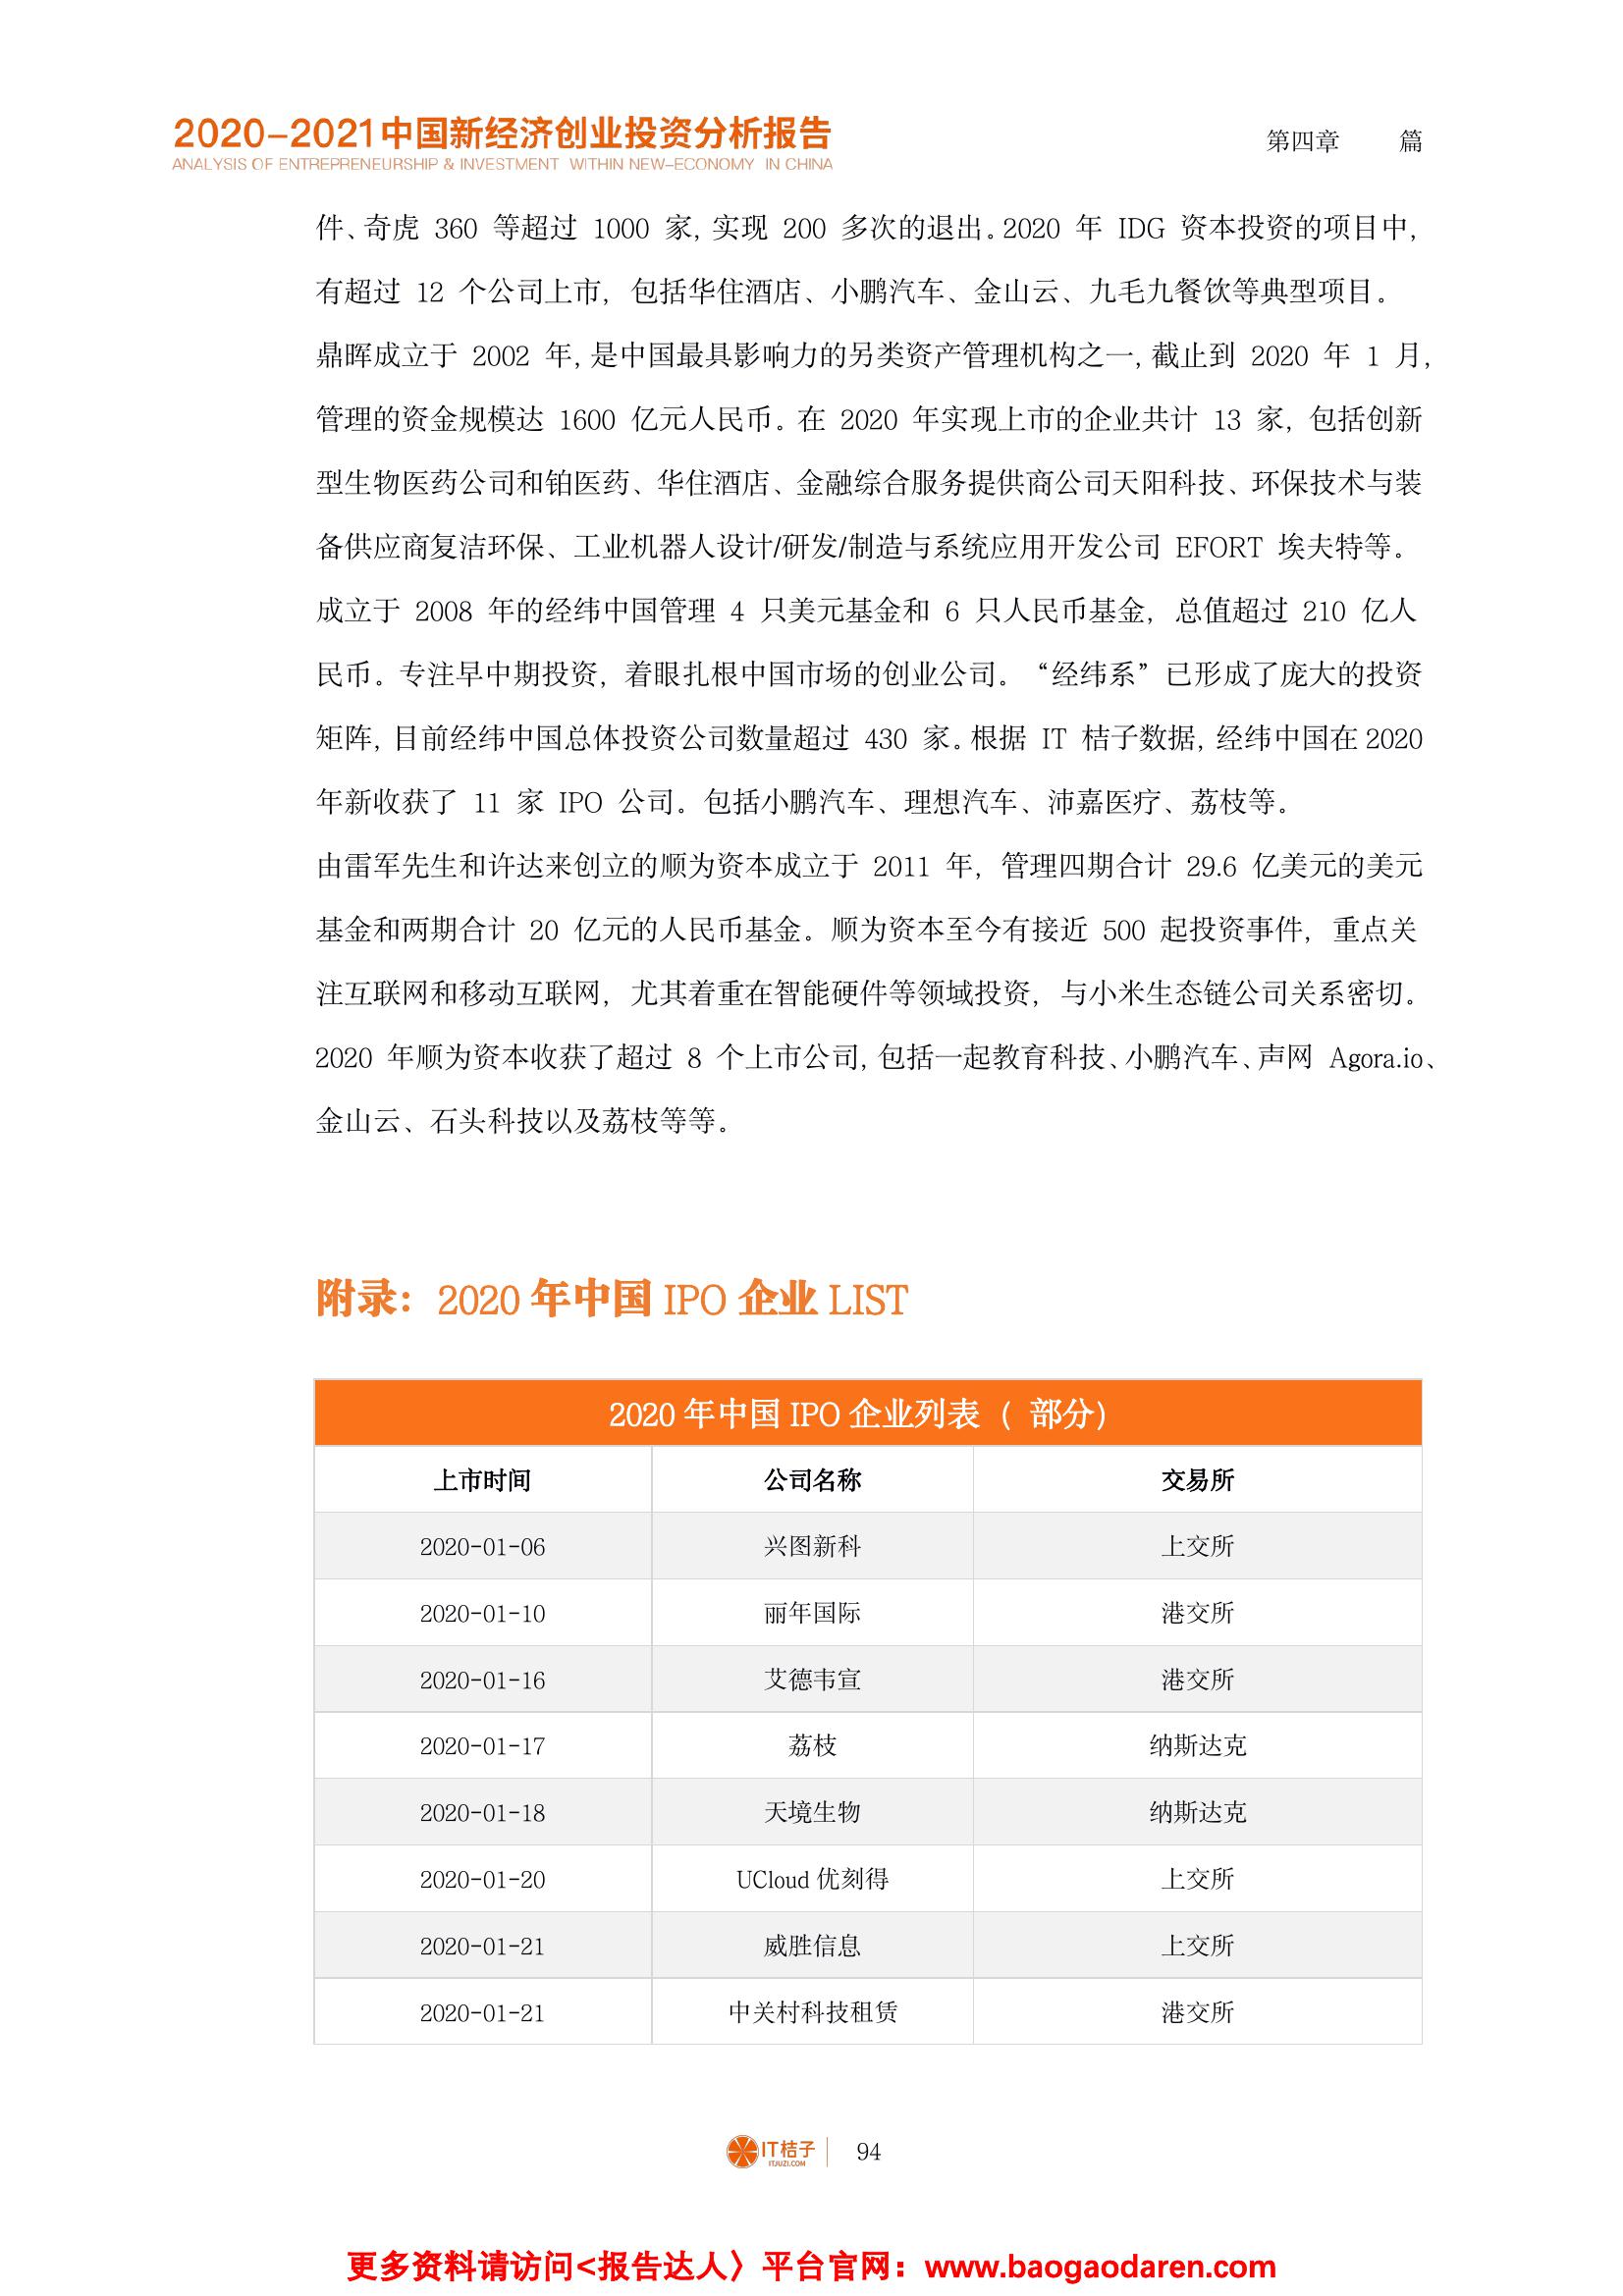 2020-2021中国新经济创业投资分析报告
ANALYSIS OF ENTREPRENEURSHIP & INVESTMENT WITHIN NEW-ECONOMY IN CHINA
第四章 篇
件、奇虎 360 等超过 1000 家,实现 200 多次的退出。2020 年 IDG 资本投资的项目中,
有超过 12 个公司上市, 包括华住酒店、小鹏汽车、金山云、九毛九餐饮等典型项目。
鼎晖成立于 2002 年,是中国最具影响力的另类资产管理机构之一,截止到 2020 年 1 月,
管理的资金规模达 1600 亿元人民币。在 2020 年实现上市的企业共计 13 家, 包括创新
型生物医药公司和铂医药、华住酒店、金融综合服务提供商公司天阳科技、环保技术与装
备供应商复洁环保、工业机器人设计/研发/制造与系统应用开发公司 EFORT 埃夫特等。
成立于 2008 年的经纬中国管理 4 只美元基金和 6 只人民币基金, 总值超过 210 亿人
民币。专注早中期投资, 着眼扎根中国市场的创业公司。“经纬系”已形成了庞大的投资
矩阵,目前经纬中国总体投资公司数量超过 430 家。根据 IT 桔子数据,经纬中国在 2020
年新收获了 11 家 IPO 公司。包括小鹏汽车、理想汽车、沛嘉医疗、荔枝等。
由雷军先生和许达来创立的顺为资本成立于 2011 年, 管理四期合计 29.6 亿美元的美元
基金和两期合计 20 亿元的人民币基金。顺为资本至今有接近 500 起投资事件, 重点关
注互联网和移动互联网, 尤其着重在智能硬件等领域投资, 与小米生态链公司关系密切。
2020 年顺为资本收获了超过 8 个上市公司,包括一起教育科技、小鹏汽车、声网 Agora.io、
金山云、石头科技以及荔枝等等。
附录：2020 年中国 IPO 企业 LIST
2020 年中国 IPO 企业列表 ( 部分)
上市时间 公司名称 交易所
2020-01-06 兴图新科 上交所
2020-01-10 丽年国际 港交所
2020-01-16 艾德韦宣 港交所
2020-01-17 荔枝 纳斯达克
2020-01-18 天境生物 纳斯达克
2020-01-20 UCloud 优刻得 上交所
2020-01-21 威胜信息 上交所
2020-01-21 中关村科技租赁 港交所
IT桔子
ITJUZI.COM
94
更多资料请访问<报告达人〉平台官网：www.baogaodaren.com